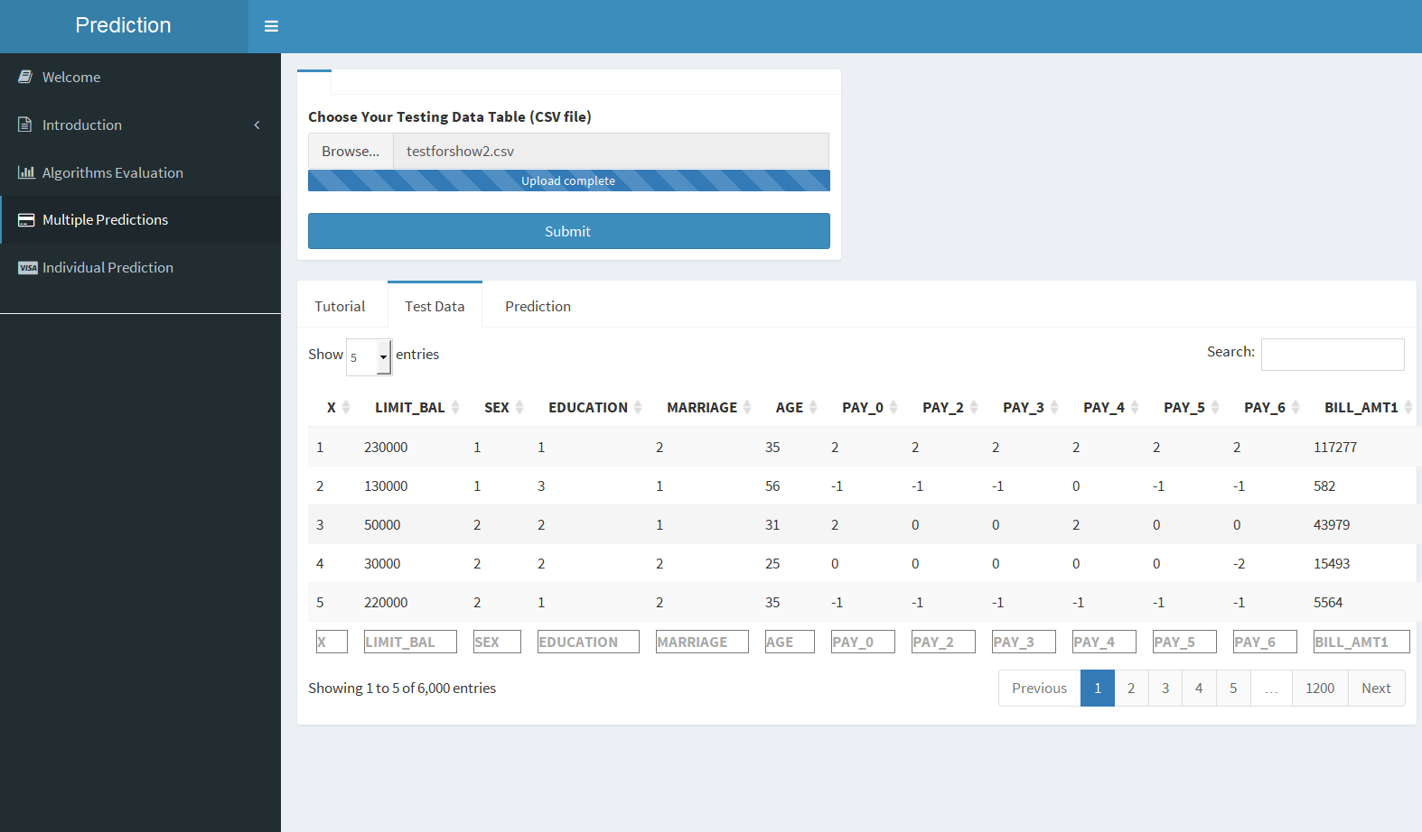 Prediction
Welcome
Introduction
Algorithms Evaluation
Multiple Predictions
VISA Individual Prediction
Choose Your Testing Data Table (CSV file)
Browse... testforshow2.csv
Upload complete
Submit
Tutorial Test Data Prediction
Show 5 entries Search:
X LIMIT_BAL SEX EDUCATION MARRIAGE AGE PAY_0 PAY_2 PAY_3 PAY_4 PAY_5 PAY_6 BILL_AMT1
1 230000 1 1 2 35 2 2 2 2 2 2 117277
2 130000 1 3 1 56 -1 -1 -1 0 -1 -1 582
3 50000 2 2 1 31 2 0 0 2 0 0 43979
4 30000 2 2 2 25 0 0 0 0 0 -2 15493
5 220000 2 1 2 35 -1 -1 -1 -1 -1 -1 5564
X LIMIT_BAL SEX EDUCATION MARRIAGE AGE PAY_0 PAY_2 PAY_3 PAY_4 PAY_5 PAY_6 BILL_AMT1
Showing 1 to 5 of 6,000 entries Previous 1 2 3 4 5 … 1200 Next